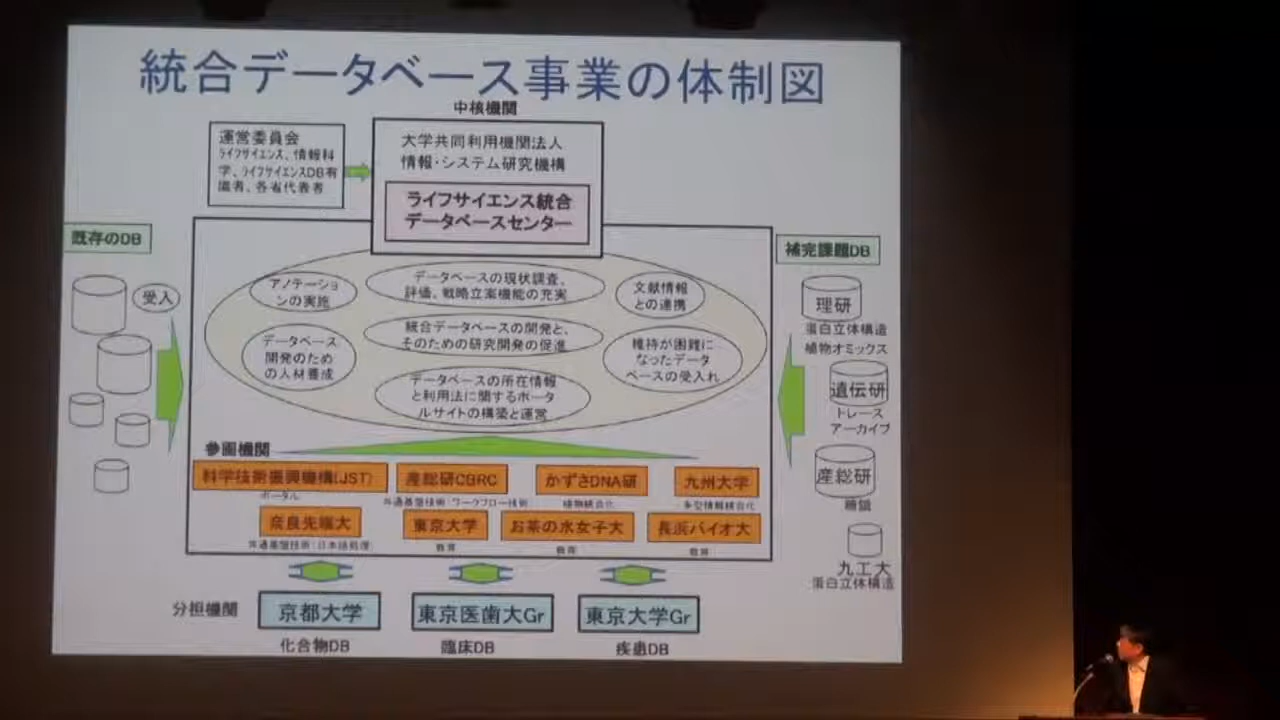 統合データベース事業の体制図
中核機関
運営委員会
ライフサイエンス、情報科
学、ライフサイエンスDB有
識者、各省代表者
大学共同利用機関法人
情報・システム研究機構
ライフサイエンス統合
データベースセンター
既存のDB
受入
補完課題DB
理研
蛋白立体構造
植物オミックス
遺伝研
トレース
アーカイブ
産総研
糖鎖
九工大
蛋白立体構造
アノテーショ
ンの実施
データベースの現状調査、
評価、戦略立案機能の充実
文献情報
との連携
データベース
開発のため
の人材養成
統合データベースの開発と、
そのための研究開発の促進
維持が困難に
なったデータ
ベースの受入れ
データベースの所在情報
と利用法に関するポータ
ルサイトの構築と運営
参画機関
科学技術振興機構(JST)
ポータル
産総研CBRC
共通基盤技術:ワークフロー技術
かずさDNA研
植物統合化
九州大学
多型情報統合化
奈良先端大
共通基盤技術(日本語処理)
東京大学
教育
お茶の水女子大
教育
長浜バイオ大
教育
分担機関
京都大学
化合物DB
東京医歯大Gr
臨床DB
東京大学Gr
疾患DB